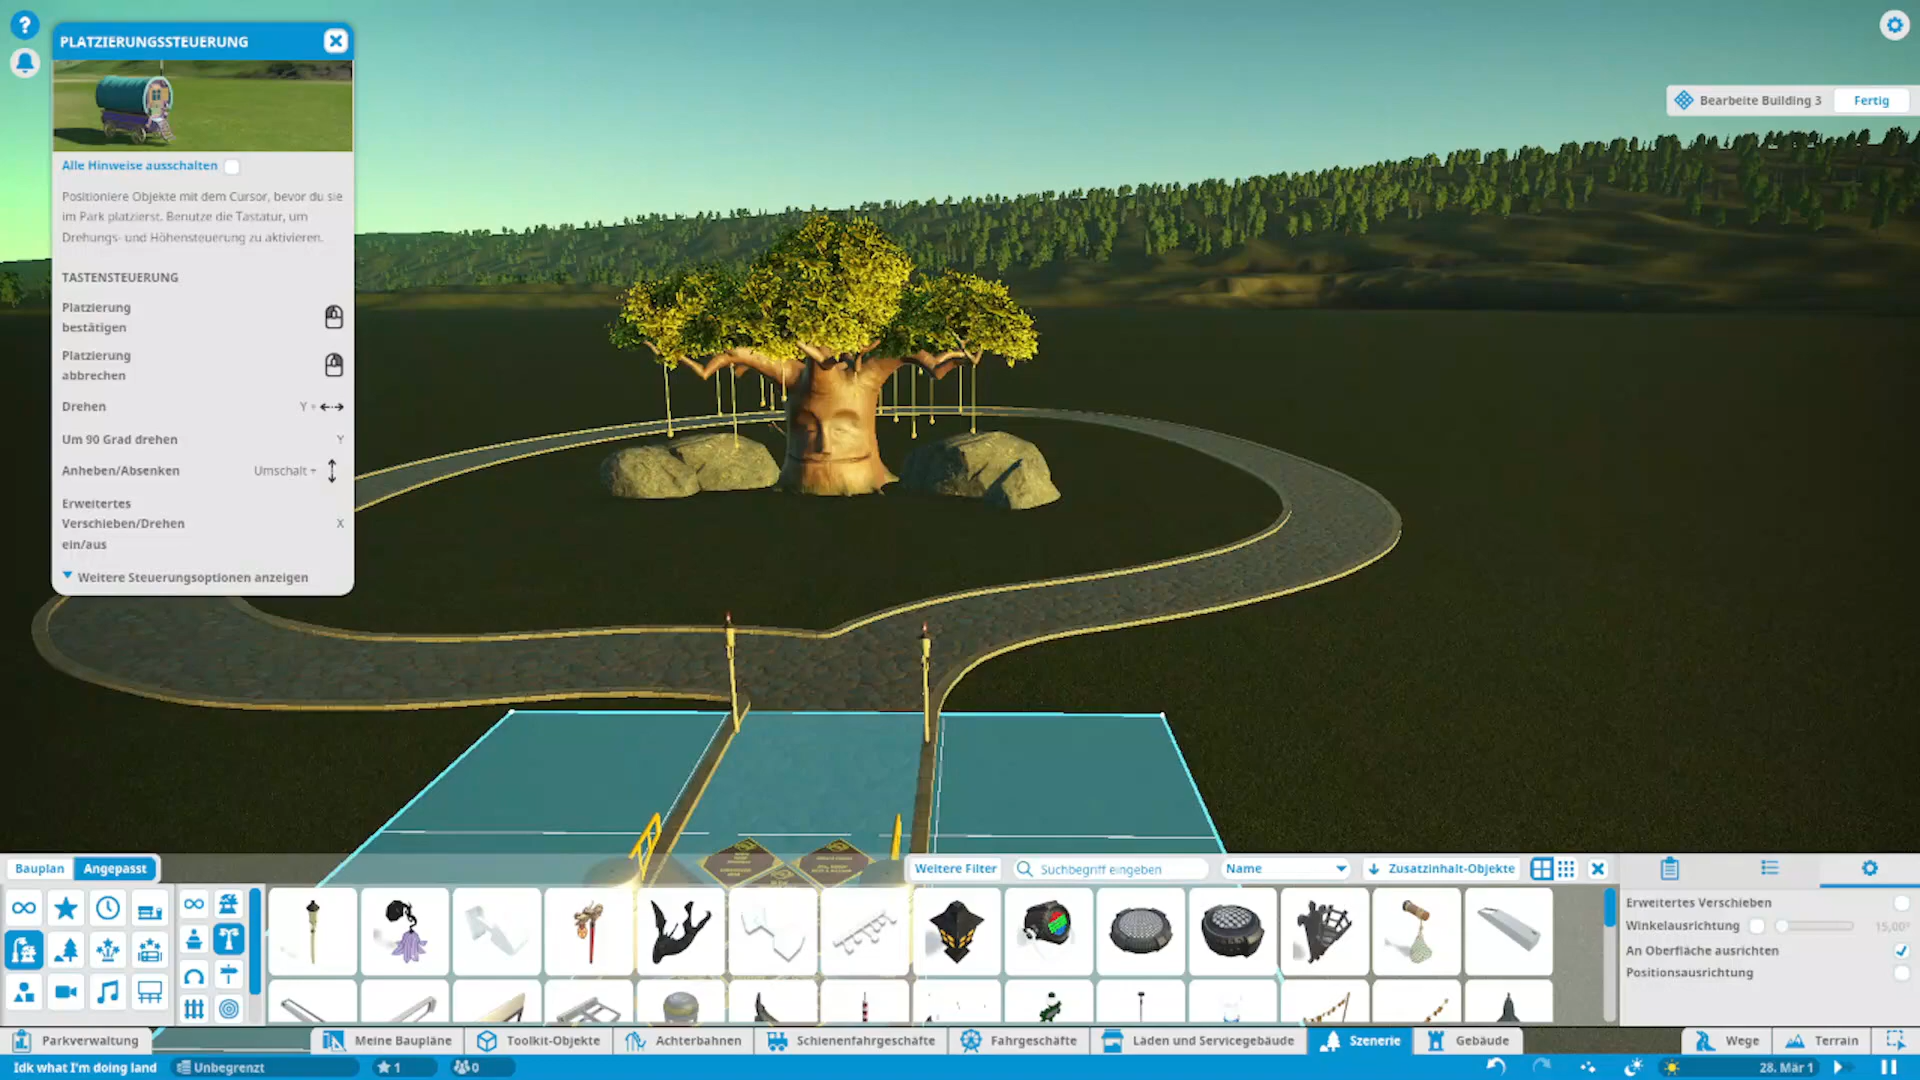 PLATZIERUNGSSTEUERUNG
Alle Hinweise ausschalten
Positioniere Objekte mit dem Cursor, bevor du sie
im Park platzierst. Benutze die Tastatur, um
Drehungs- und Höhensteuerung zu aktivieren.
TASTENSTEUERUNG
Platzierung
bestätigen
Platzierung
abbrechen
Drehen Y +
Um 90 Grad drehen Y
Anheben/Absenken Umschalt +
Erweitertes
Verschieben/Drehen X
ein/aus
Weitere Steuerungsoptionen anzeigen
Bearbeite Building 3 Fertig
Bauplan Angepasst
Weitere Filter Suchbegriff eingeben Name Zusatzinhalt-Objekte
Erweitertes Verschieben
Winkelausrichtung 15,00°
An Oberfläche ausrichten
Positionsausrichtung
Parkverwaltung Meine Baupläne Toolkit-Objekte Achterbahnen Schienenfahrgeschäfte Fahrgeschäfte Läden und Servicegebäude Szenerie Gebäude Wege Terrain
Idk what I'm doing land Unbegrenzt 1 0 28. Mär 1